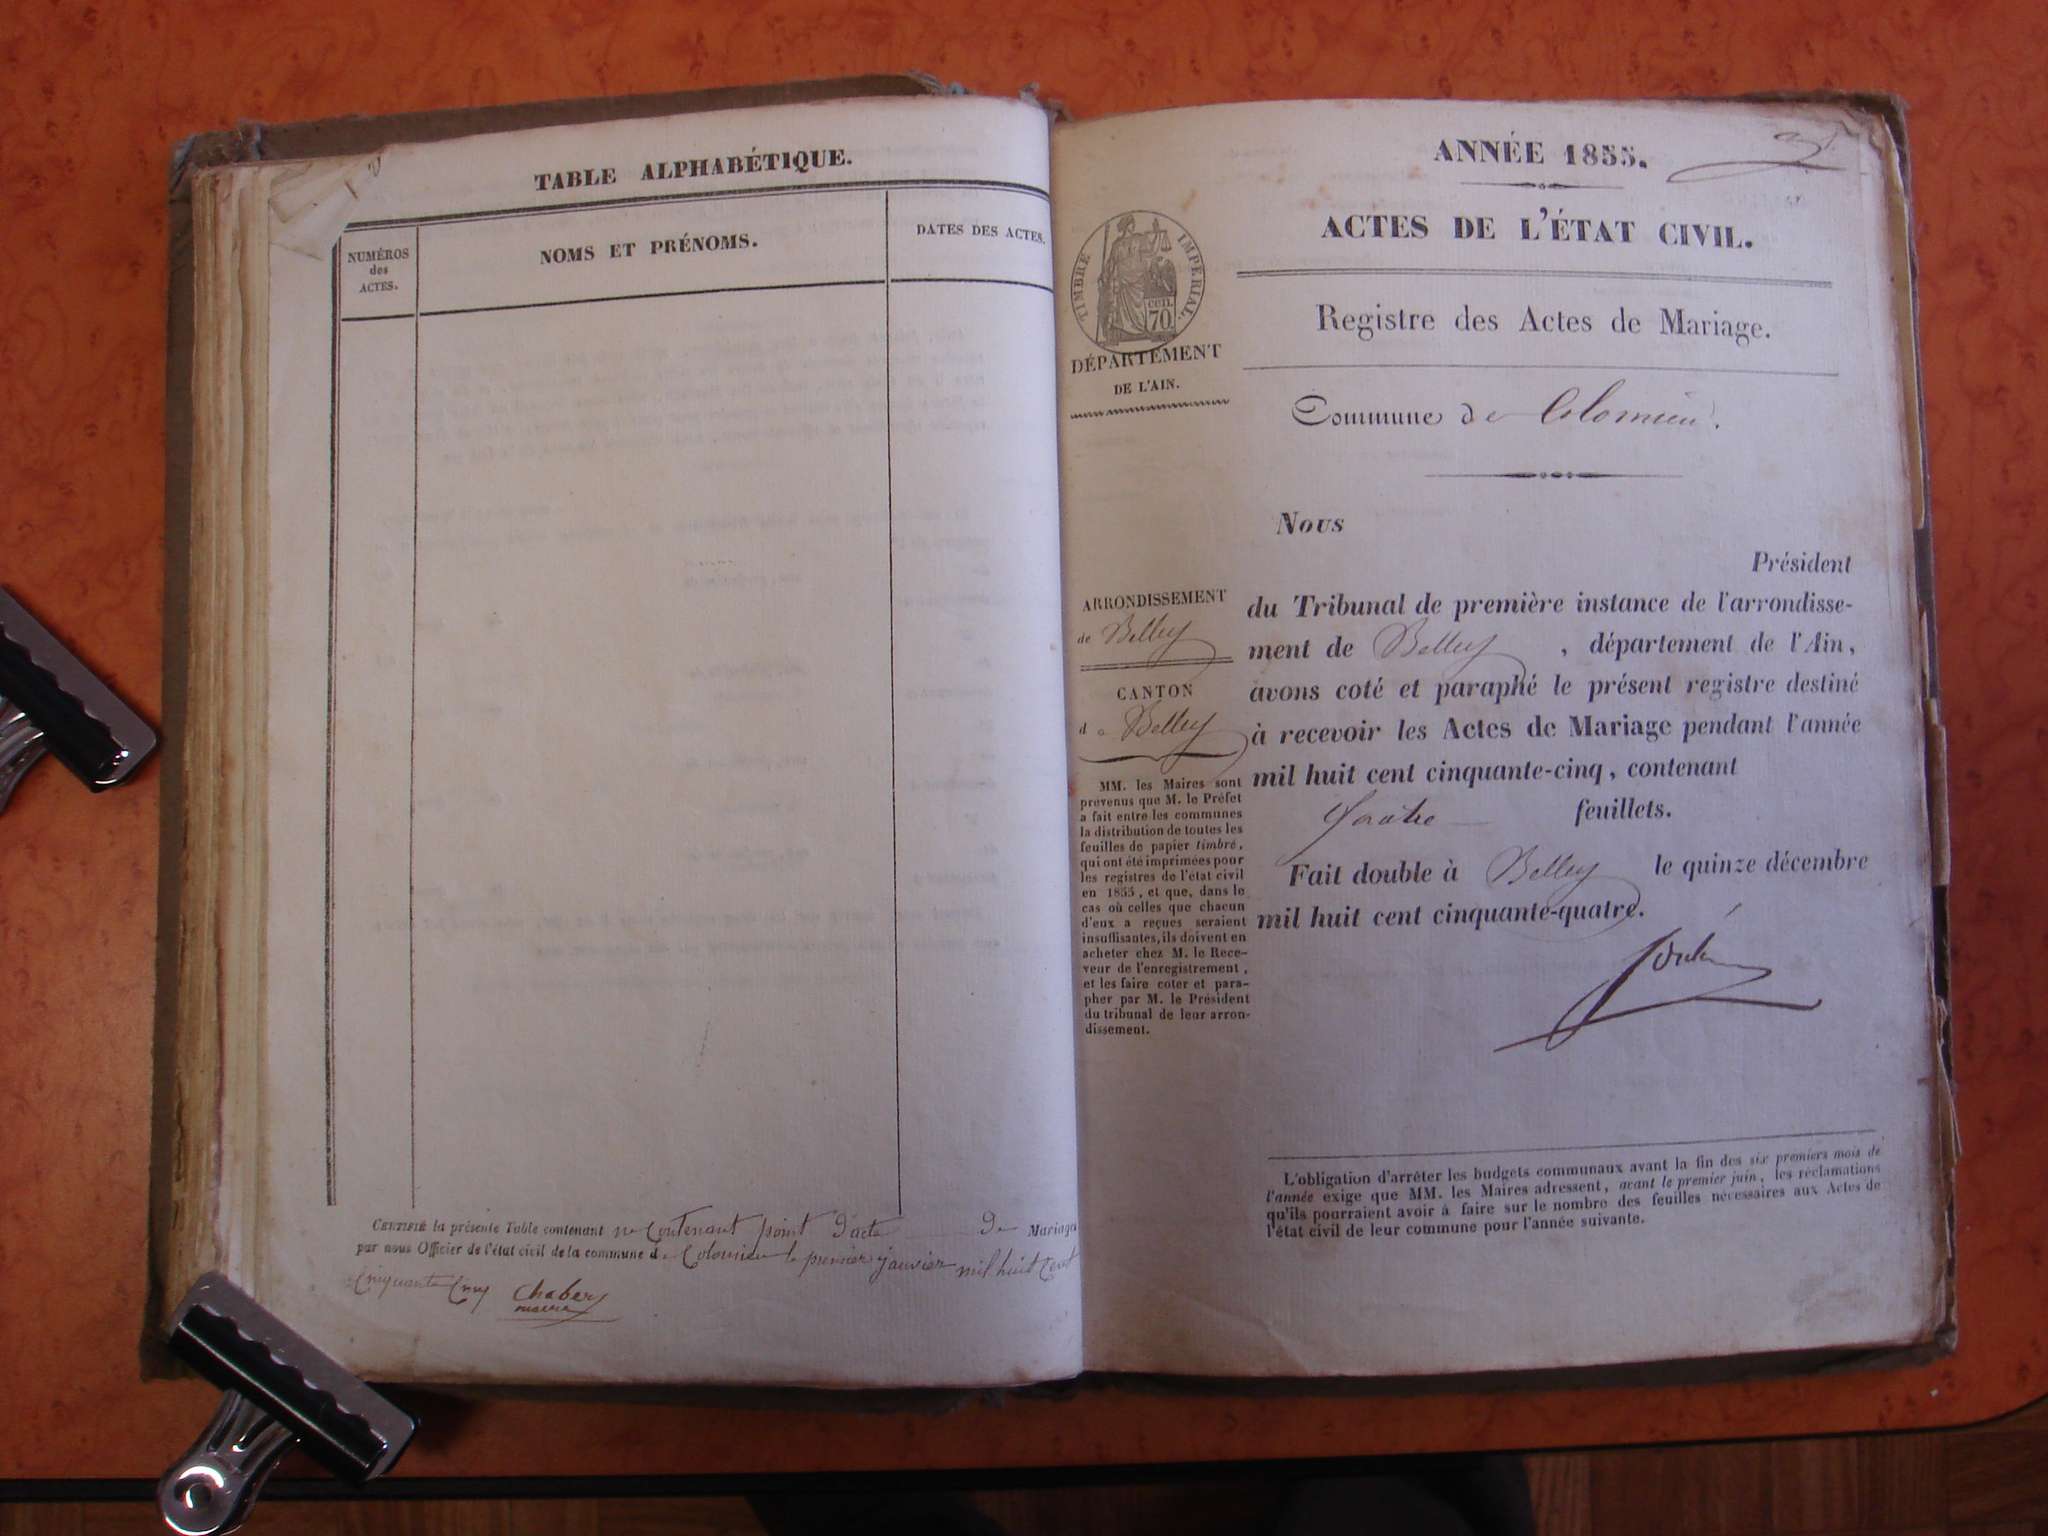 TABLE ALPHABÉTIQUE.
NUMÉROS
des
ACTES.
NOMS ET PRÉNOMS.
DATES DES ACTES.
CERTIFIÉ la présente Table contenant ne Contenant point d'acte De Mariages
par nous Officier de l'état civil de la commune de Colomieu le premier janvier mil huit Cent
Cinquante Cinq Chabery
maire
ANNÉE 1855.
ACTES DE L'ÉTAT CIVIL.
TIMBRE IMPÉRIAL.
CENT.
70
DÉPARTEMENT
DE L'AIN.
Registre des Actes de Mariage.
Commune de Colomieu.
Nous
Président
du Tribunal de première instance de l'arrondisse-
ment de Belley, département de l'Ain,
avons coté et paraphé le présent registre destiné
à recevoir les Actes de Mariage pendant l'année
mil huit cent cinquante-cinq, contenant
quatre feuillets.
Fait double à Belley le quinze décembre
mil huit cent cinquante-quatre.
ARRONDISSEMENT
de Belley
CANTON
de Belley
MM. les Maires sont
prévenus que M. le Préfet
a fait entre les communes
la distribution de toutes les
feuilles de papier timbré,
qui ont été imprimées pour
les registres de l'état civil
en 1855, et que, dans le
cas où celles que chacun
d'eux a reçues seraient
insuffisantes, ils doivent en
acheter chez M. le Rece-
veur de l'enregistrement,
et les faire coter et para-
pher par M. le Président
du tribunal de leur arron-
dissement.
L'obligation d'arrêter les budgets communaux avant la fin des six premiers mois de
l'année exige que MM. les Maires adressent, avant le premier juin, les réclamations
qu'ils pourraient avoir à faire sur le nombre des feuilles nécessaires aux Actes de
l'état civil de leur commune pour l'année suivante.